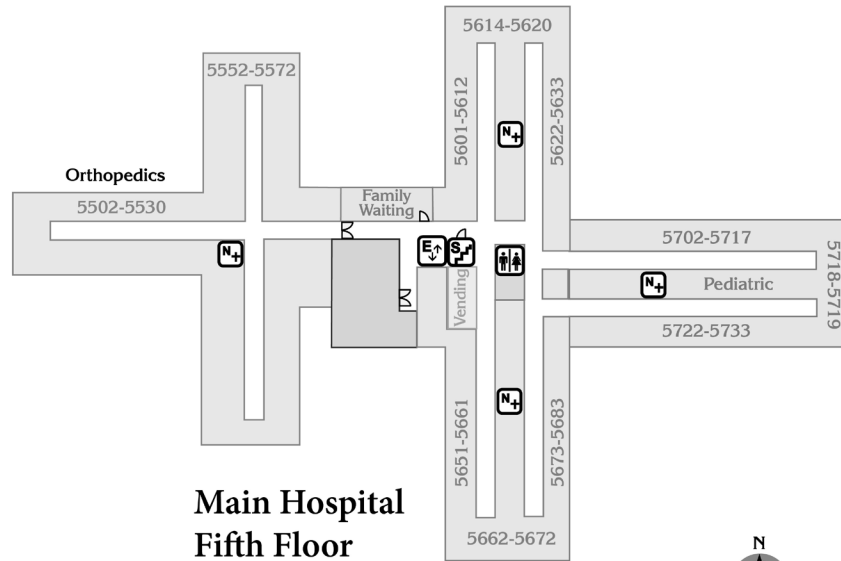 5614-5620
5552-5572
5601-5612
5622-5633
N+
Orthopedics
5502-5530
Family
Waiting
N+
E
S
5702-5717
5718-5719
N+
Pediatric
Vending
5722-5733
N+
5651-5661
5673-5683
5662-5672
Main Hospital
Fifth Floor
N